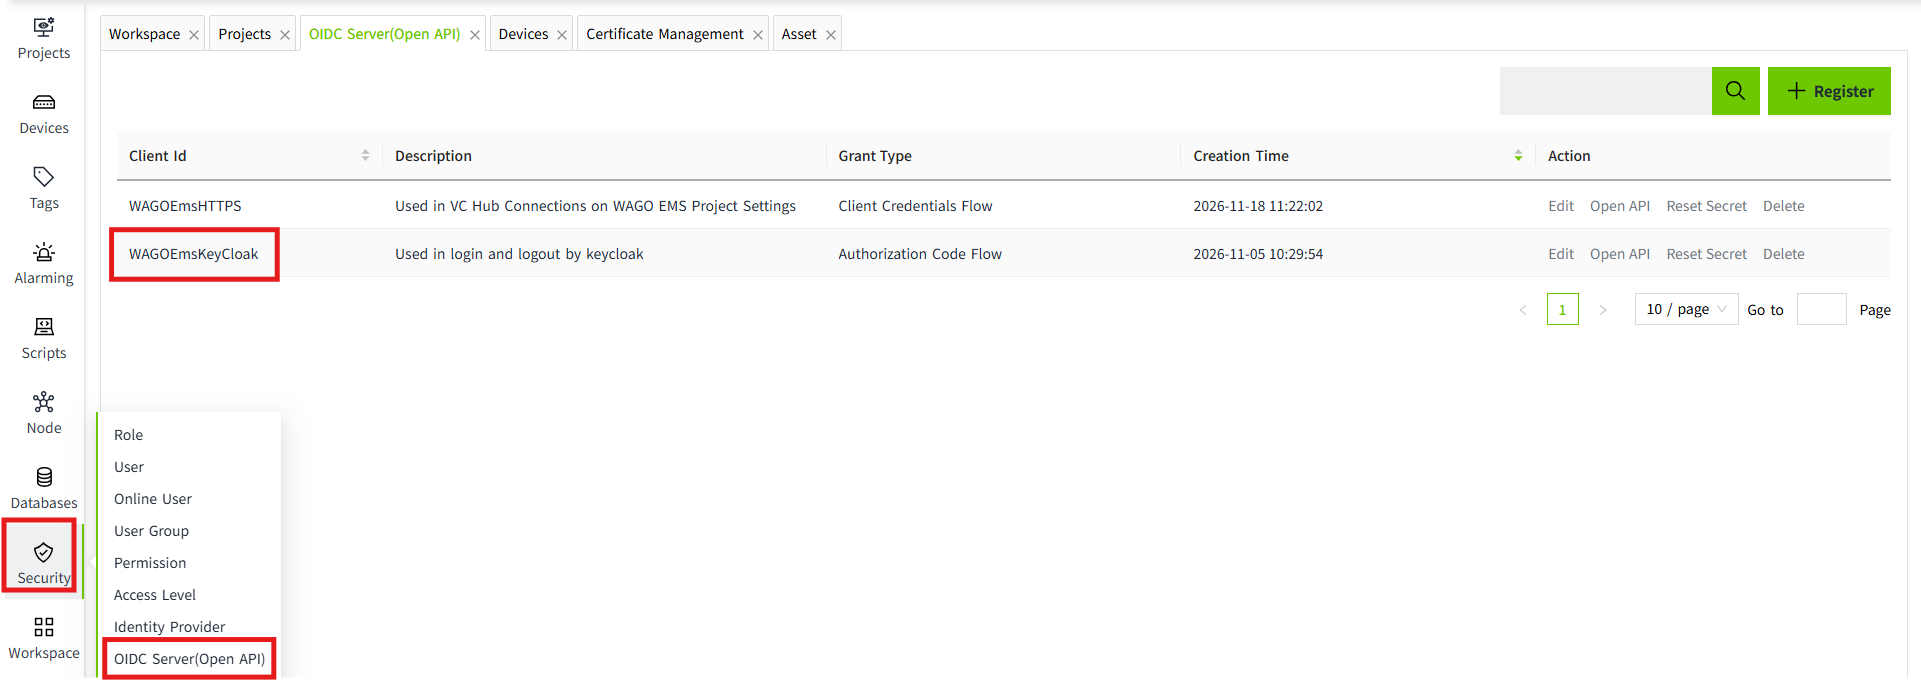 Projects
Devices
Tags
Alarming
Scripts
Node
Databases
Security
Workspace
Workspace Projects OIDC Server(Open API) Devices Certificate Management Asset
Register
Client Id Description Grant Type Creation Time Action
WAGOEmsHTTPS Used in VC Hub Connections on WAGO EMS Project Settings Client Credentials Flow 2026-11-18 11:22:02 Edit Open API Reset Secret Delete
WAGOEmsKeyCloak Used in login and logout by keycloak Authorization Code Flow 2026-11-05 10:29:54 Edit Open API Reset Secret Delete
< 1 > 10 / page Go to Page
Role
User
Online User
User Group
Permission
Access Level
Identity Provider
OIDC Server(Open API)